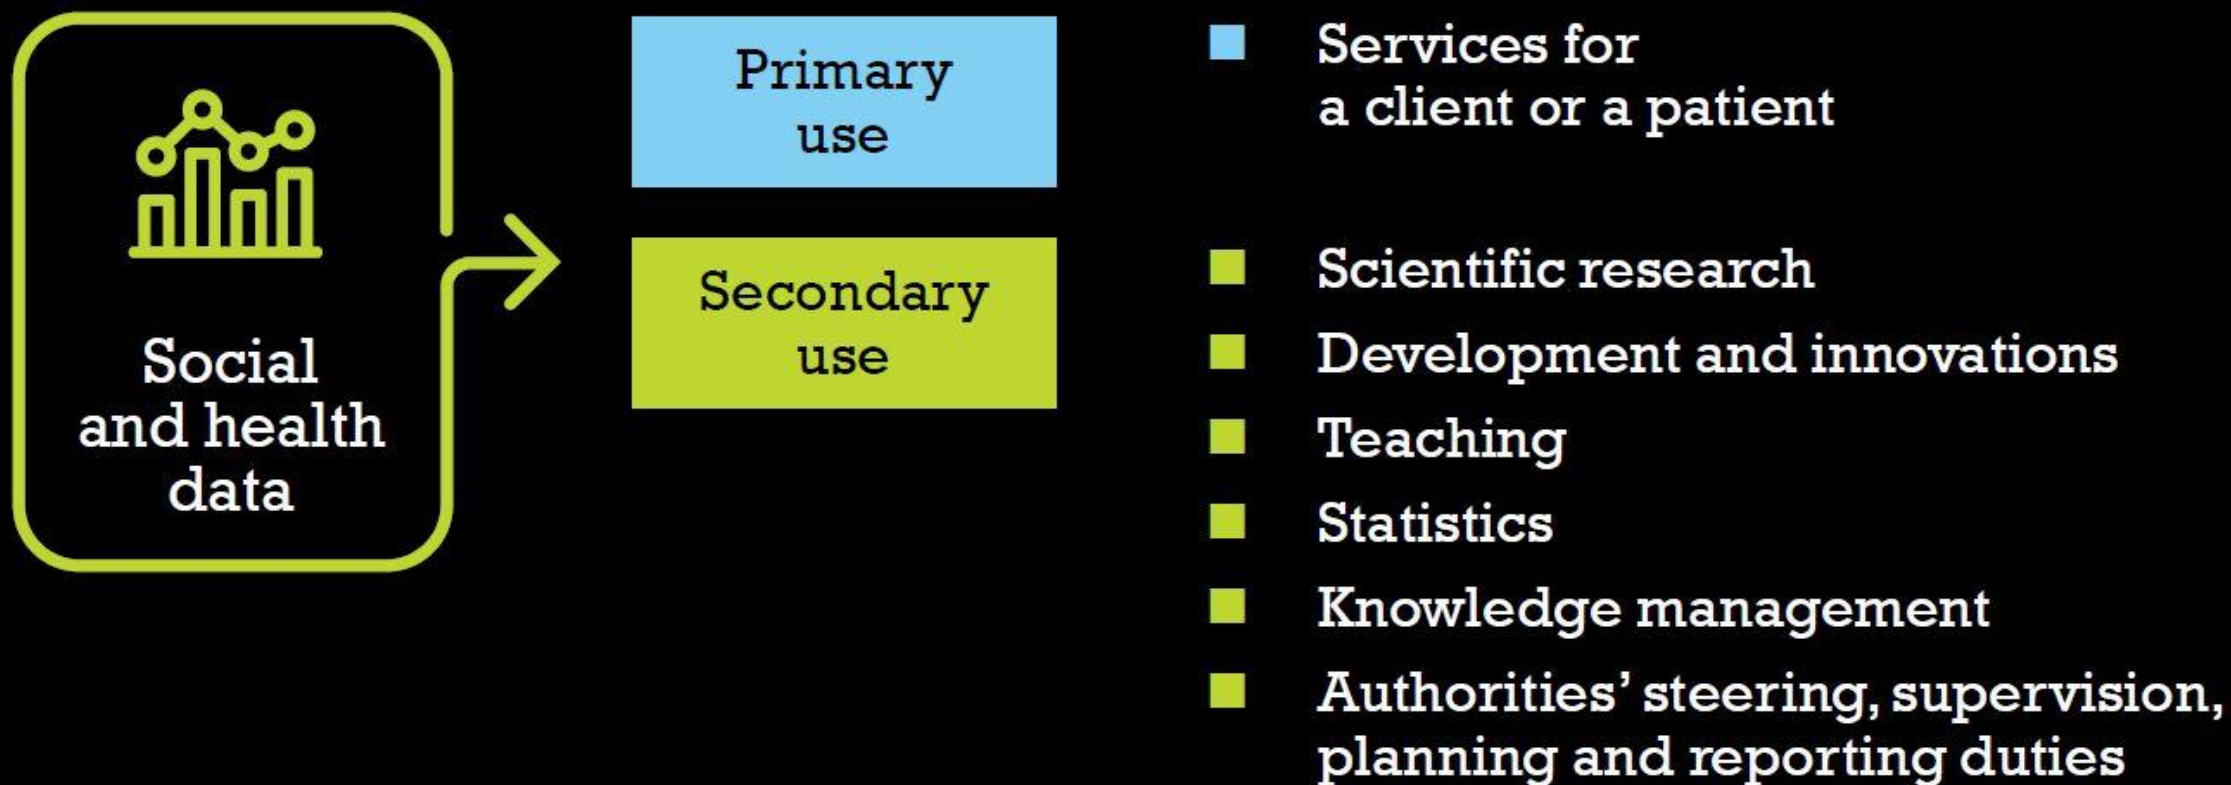 Social
and health
data
Primary
use
Secondary
use
Services for
a client or a patient
Scientific research
Development and innovations
Teaching
Statistics
Knowledge management
Authorities’ steering, supervision,
planning and reporting duties